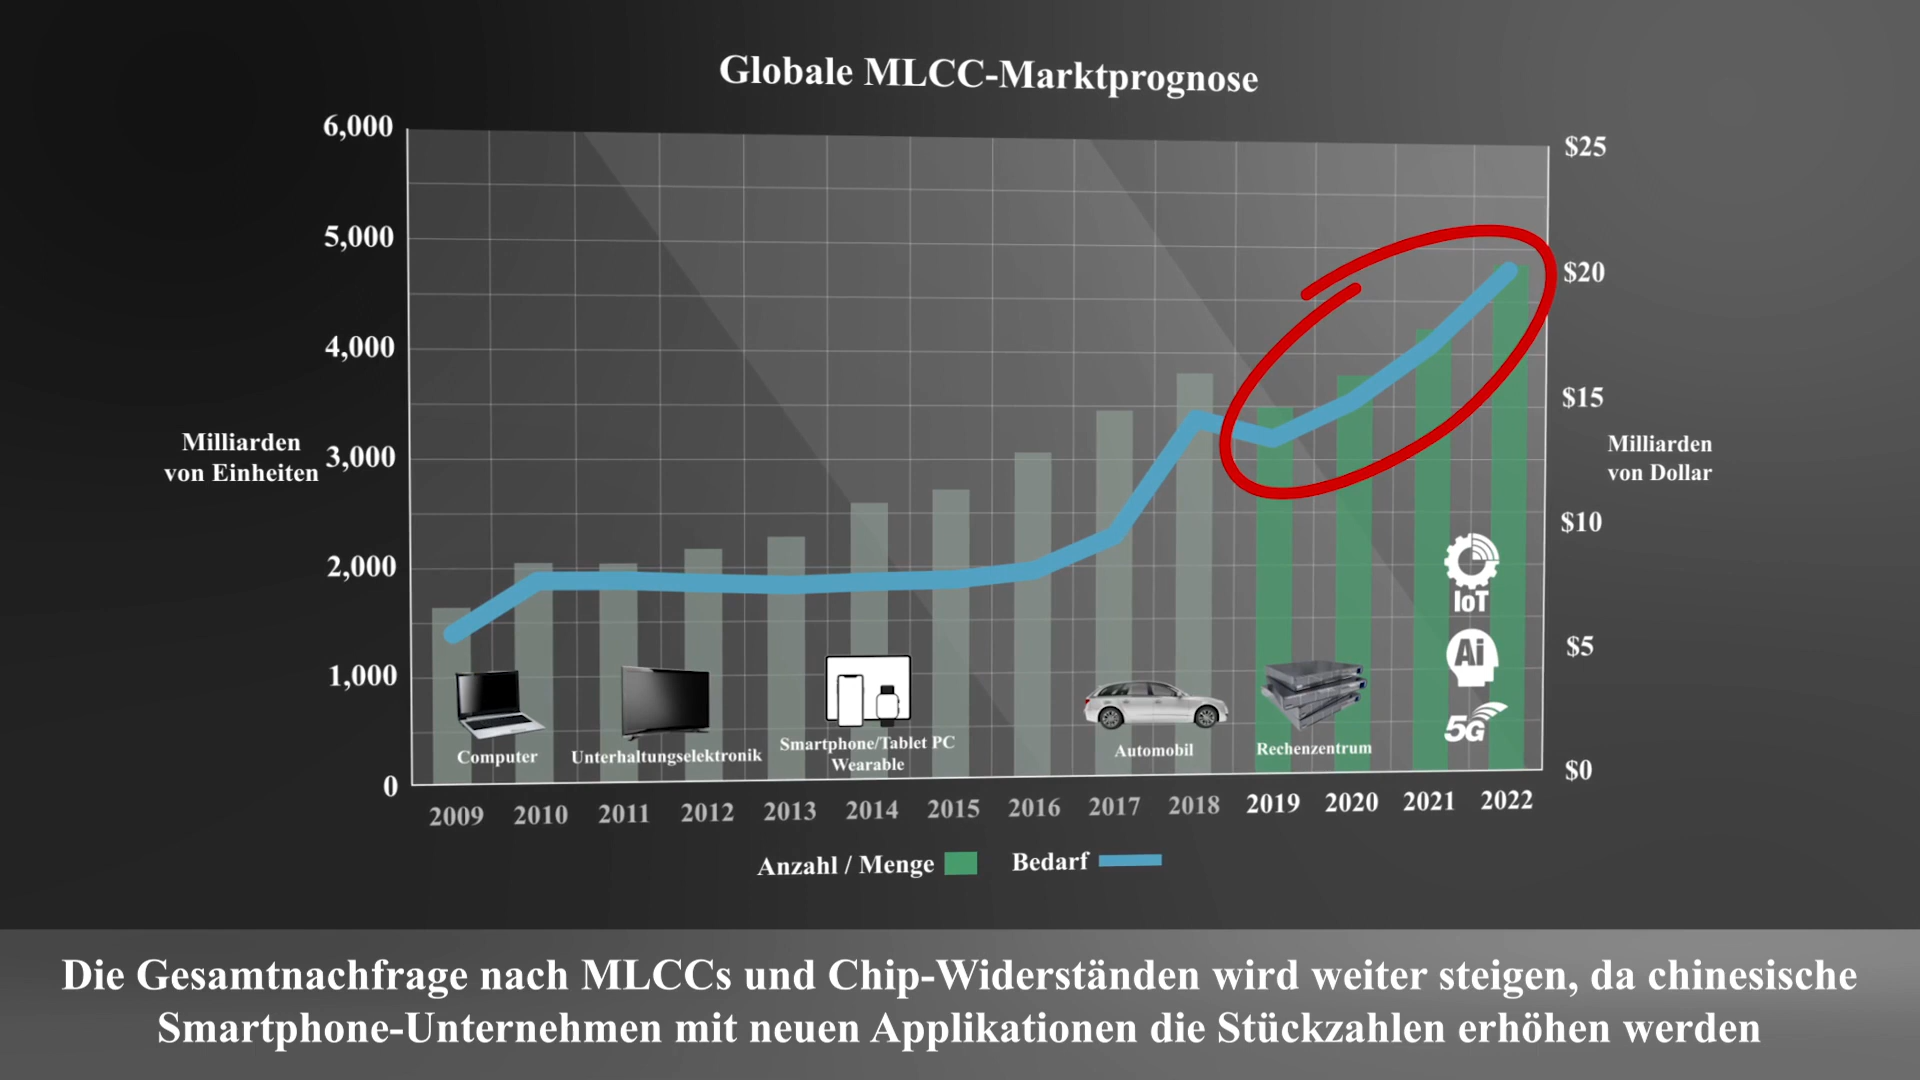 Globale MLCC-Marktprognose
6,000
5,000
4,000
3,000
2,000
1,000
0
Milliarden
von Einheiten
$25
$20
$15
$10
$5
$0
Milliarden
von Dollar
IoT
Ai
5G
Computer
Unterhaltungselektronik
Smartphone/Tablet PC
Wearable
Automobil
Rechenzentrum
2009 2010 2011 2012 2013 2014 2015 2016 2017 2018 2019 2020 2021 2022
Anzahl / Menge Bedarf
Die Gesamtnachfrage nach MLCCs und Chip-Widerständen wird weiter steigen, da chinesische
Smartphone-Unternehmen mit neuen Applikationen die Stückzahlen erhöhen werden